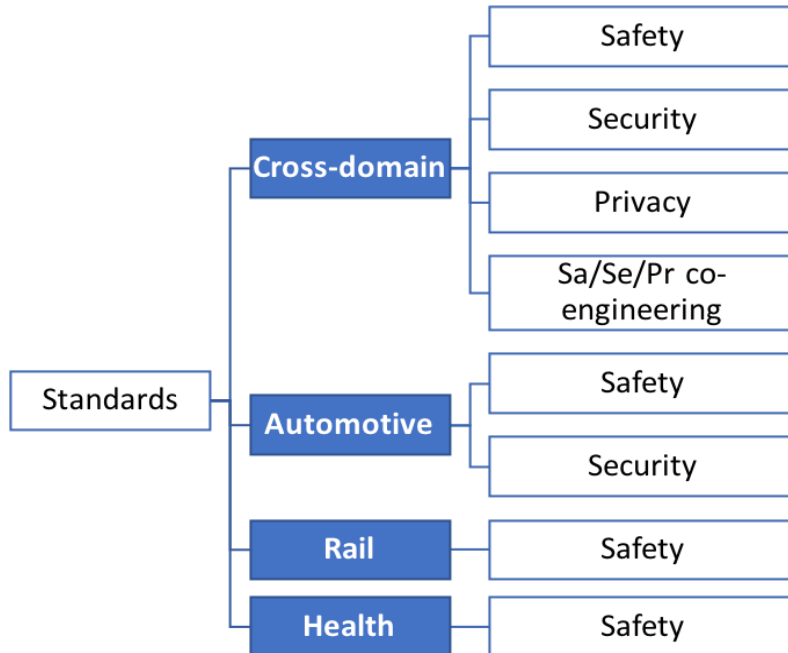 Standards
Cross-domain
Safety
Security
Privacy
Sa/Se/Pr co-
engineering
Automotive
Safety
Security
Rail
Safety
Health
Safety